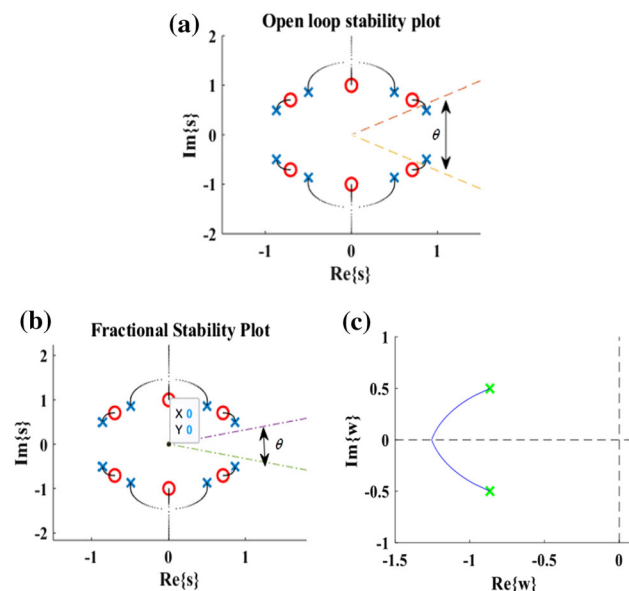 (a)
Open loop stability plot
2
1
0
-1
-2
Im{s}
θ
-1
0
1
Re{s}
(b)
Fractional Stability Plot
2
1
0
-1
-2
Im{s}
X 0
Y 0
θ
-1
0
1
Re{s}
(c)
1
0.5
0
-0.5
-1
Im{w}
-1.5
-1
-0.5
0
Re{w}